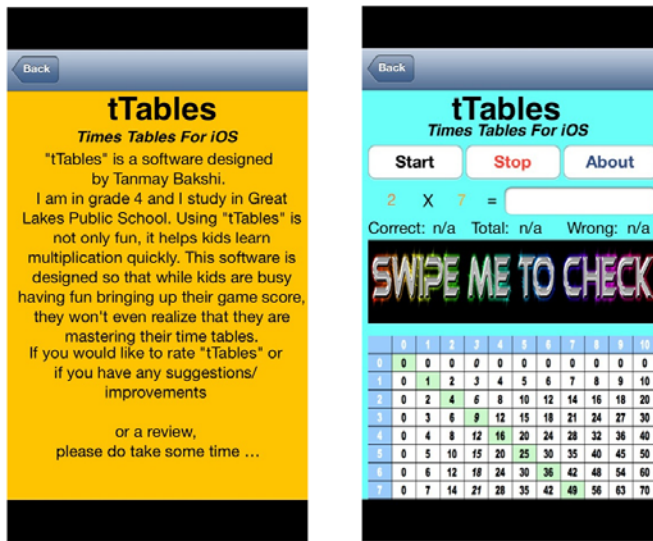 Back
tTables
Times Tables For iOS
"tTables" is a software designed
by Tanmay Bakshi.
I am in grade 4 and I study in Great
Lakes Public School. Using "tTables" is
not only fun, it helps kids learn
multiplication quickly. This software is
designed so that while kids are busy
having fun bringing up their game score,
they won't even realize that they are
mastering their time tables.
If you would like to rate "tTables" or
if you have any suggestions/
improvements
or a review,
please do take some time ...
Back
tTables
Times Tables For iOS
Start Stop About
2 X 7 =
Correct: n/a Total: n/a Wrong: n/a
SWIPE ME TO CHECK
0 1 2 3 4 5 6 7 8 9 10
0 0 0 0 0 0 0 0 0 0 0 0
1 0 1 2 3 4 5 6 7 8 9 10
2 0 2 4 6 8 10 12 14 16 18 20
3 0 3 6 9 12 15 18 21 24 27 30
4 0 4 8 12 16 20 24 28 32 36 40
5 0 5 10 15 20 25 30 35 40 45 50
6 0 6 12 18 24 30 36 42 48 54 60
7 0 7 14 21 28 35 42 49 56 63 70